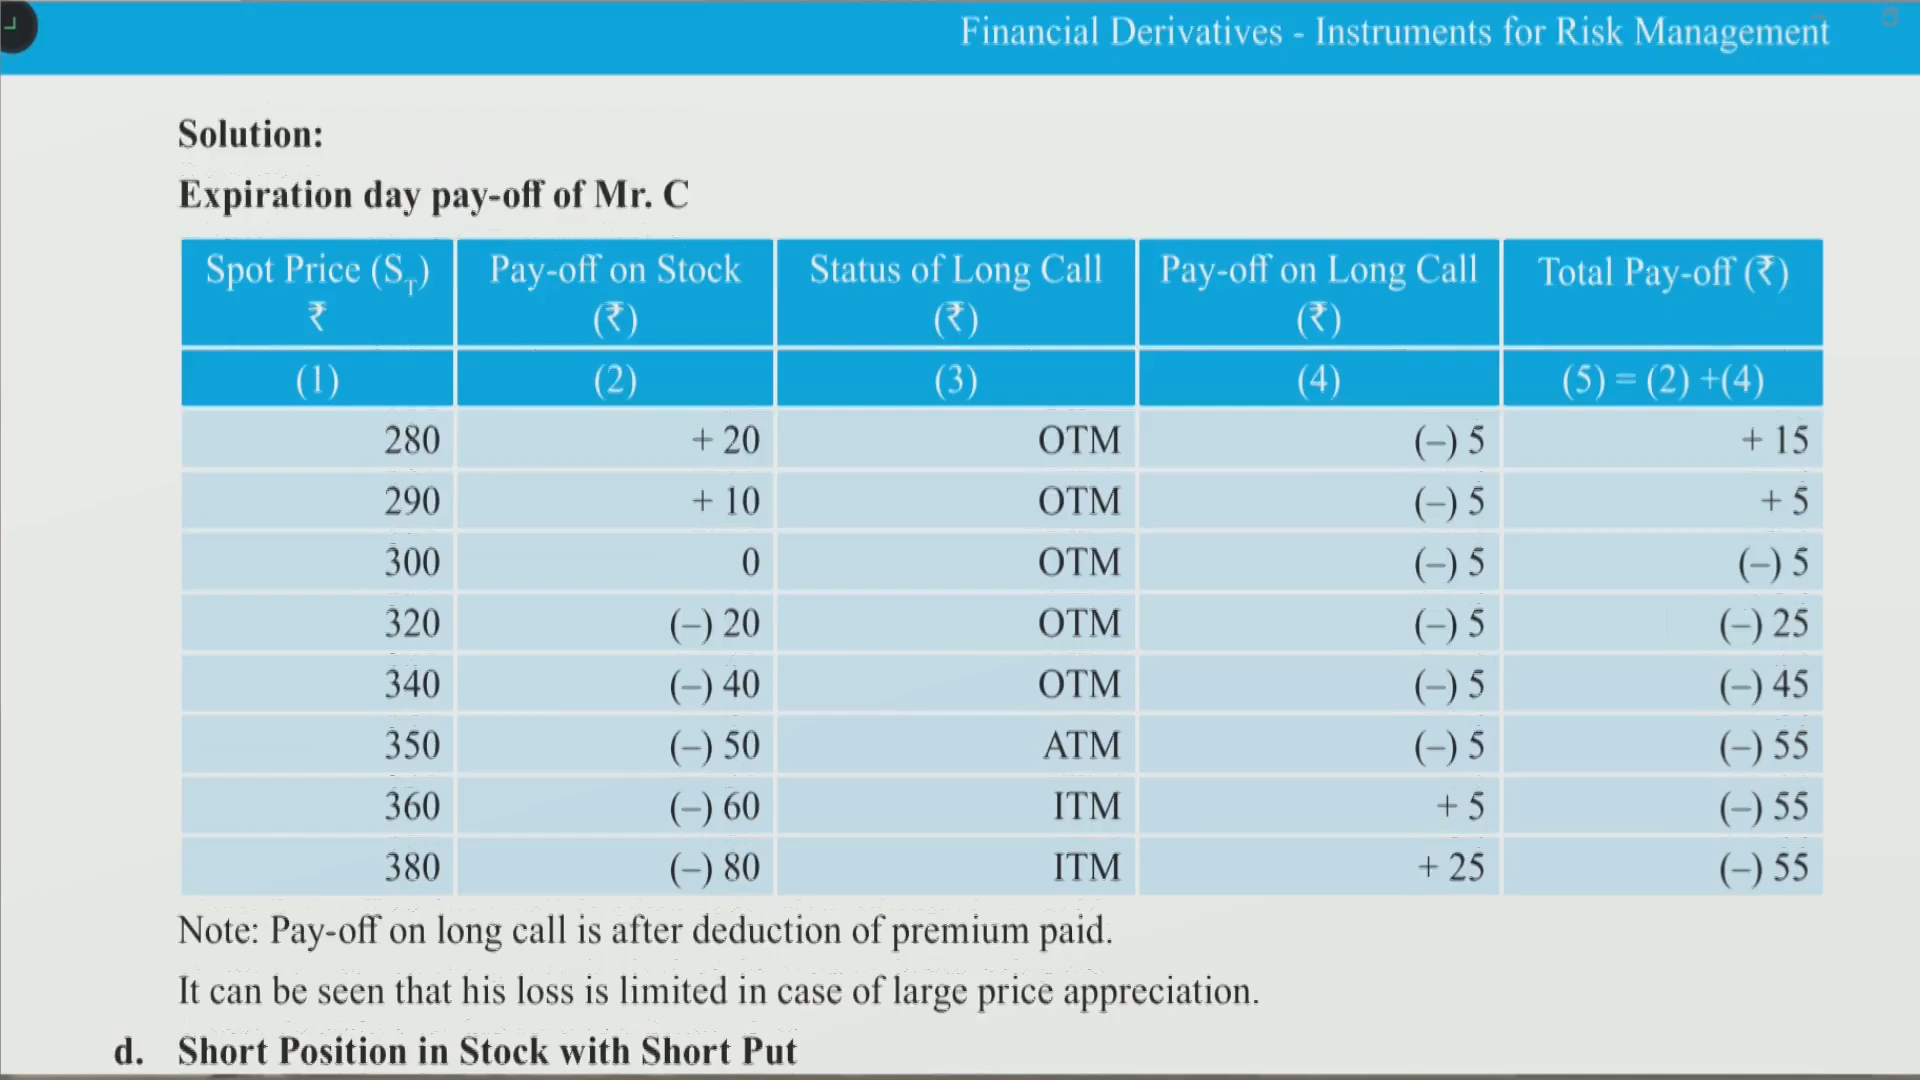 Financial Derivatives - Instruments for Risk Management
Solution:
Expiration day pay-off of Mr. C
Spot Price (S_T) ₹ | Pay-off on Stock (₹) | Status of Long Call (₹) | Pay-off on Long Call (₹) | Total Pay-off (₹)
(1) | (2) | (3) | (4) | (5) = (2) +(4)
280 | + 20 | OTM | (–) 5 | + 15
290 | + 10 | OTM | (–) 5 | + 5
300 | 0 | OTM | (–) 5 | (–) 5
320 | (–) 20 | OTM | (–) 5 | (–) 25
340 | (–) 40 | OTM | (–) 5 | (–) 45
350 | (–) 50 | ATM | (–) 5 | (–) 55
360 | (–) 60 | ITM | + 5 | (–) 55
380 | (–) 80 | ITM | + 25 | (–) 55
Note: Pay-off on long call is after deduction of premium paid.
It can be seen that his loss is limited in case of large price appreciation.
d. Short Position in Stock with Short Put